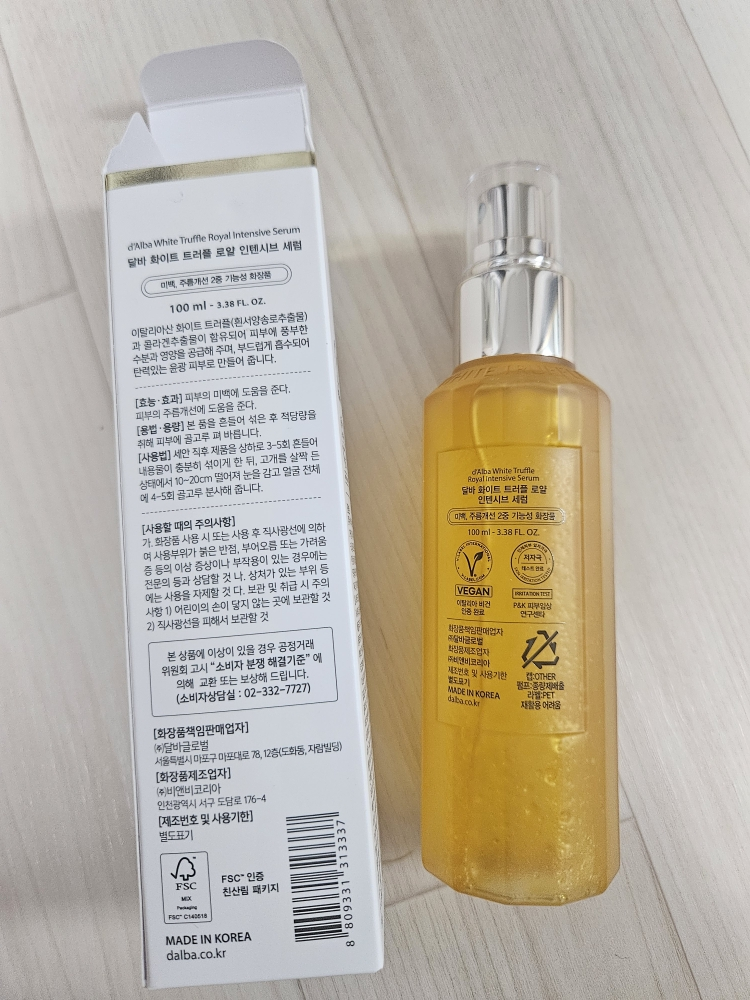 d'Alba White Truffle Royal Intensive Serum
달바 화이트 트러플 로얄 인텐시브 세럼
미백, 주름개선 2중 기능성 화장품
100 ml - 3.38 FL. OZ.
이탈리아산 화이트 트러플(흰서양송로추출물)
과 콜라겐추출물이 함유되어 피부에 풍부한
수분과 영양을 공급해 주며, 부드럽게 흡수되어
탄력있는 윤광 피부로 만들어 줍니다.
[효능·효과] 피부의 미백에 도움을 준다.
피부의 주름개선에 도움을 준다.
[용법·용량] 본 품을 흔들어 섞은 후 적당량을
취해 피부에 골고루 펴 바릅니다.
[사용법] 세안 직후 제품을 상하로 3~5회 흔들어
내용물이 충분히 섞이게 한 뒤, 고개를 살짝 든
상태에서 10~20cm 떨어져 눈을 감고 얼굴 전체
에 4~5회 골고루 분사해 줍니다.
[사용할 때의 주의사항]
가. 화장품 사용 시 또는 사용 후 직사광선에 의하
여 사용부위가 붉은 반점, 부어오름 또는 가려움
증 등의 이상 증상이나 부작용이 있는 경우에는
전문의 등과 상담할 것 나. 상처가 있는 부위 등
에는 사용을 자제할 것 다. 보관 및 취급 시 주의
사항 1) 어린이의 손이 닿지 않는 곳에 보관할 것
2) 직사광선을 피해서 보관할 것
본 상품에 이상이 있을 경우 공정거래
위원회 고시 "소비자 분쟁 해결기준" 에
의해 교환 또는 보상해 드립니다.
(소비자상담실 : 02-332-7727)
[화장품책임판매업자]
㈜달바글로벌
서울특별시 마포구 마포대로 78, 12층(도화동, 자람빌딩)
[화장품제조업자]
㈜비앤비코리아
인천광역시 서구 도담로 176-4
[제조번호 및 사용기한]
별도표기
FSC
MIX
Packaging
FSC™ C140518
FSC™ 인증
친산림 패키지
8 809331 313337
MADE IN KOREA
dalba.co.kr
d'Alba White Truffle
Royal Intensive Serum
달바 화이트 트러플 로얄
인텐시브 세럼
미백, 주름개선 2중 기능성 화장품
100 ml - 3.38 FL. OZ.
V-LABEL INTERNATIONAL
V-LABEL.COM
VEGAN
이탈리아 비건
인증 완료
저자극
테스트 완료
IRRITATION TEST
P&K 피부임상
연구센타
화장품책임판매업자
㈜달바글로벌
화장품제조업자
㈜비앤비코리아
제조번호 및 사용기한
별도표기
MADE IN KOREA
dalba.co.kr
캡:OTHER
펌프:종량제배출
라벨:PET
재활용 어려움